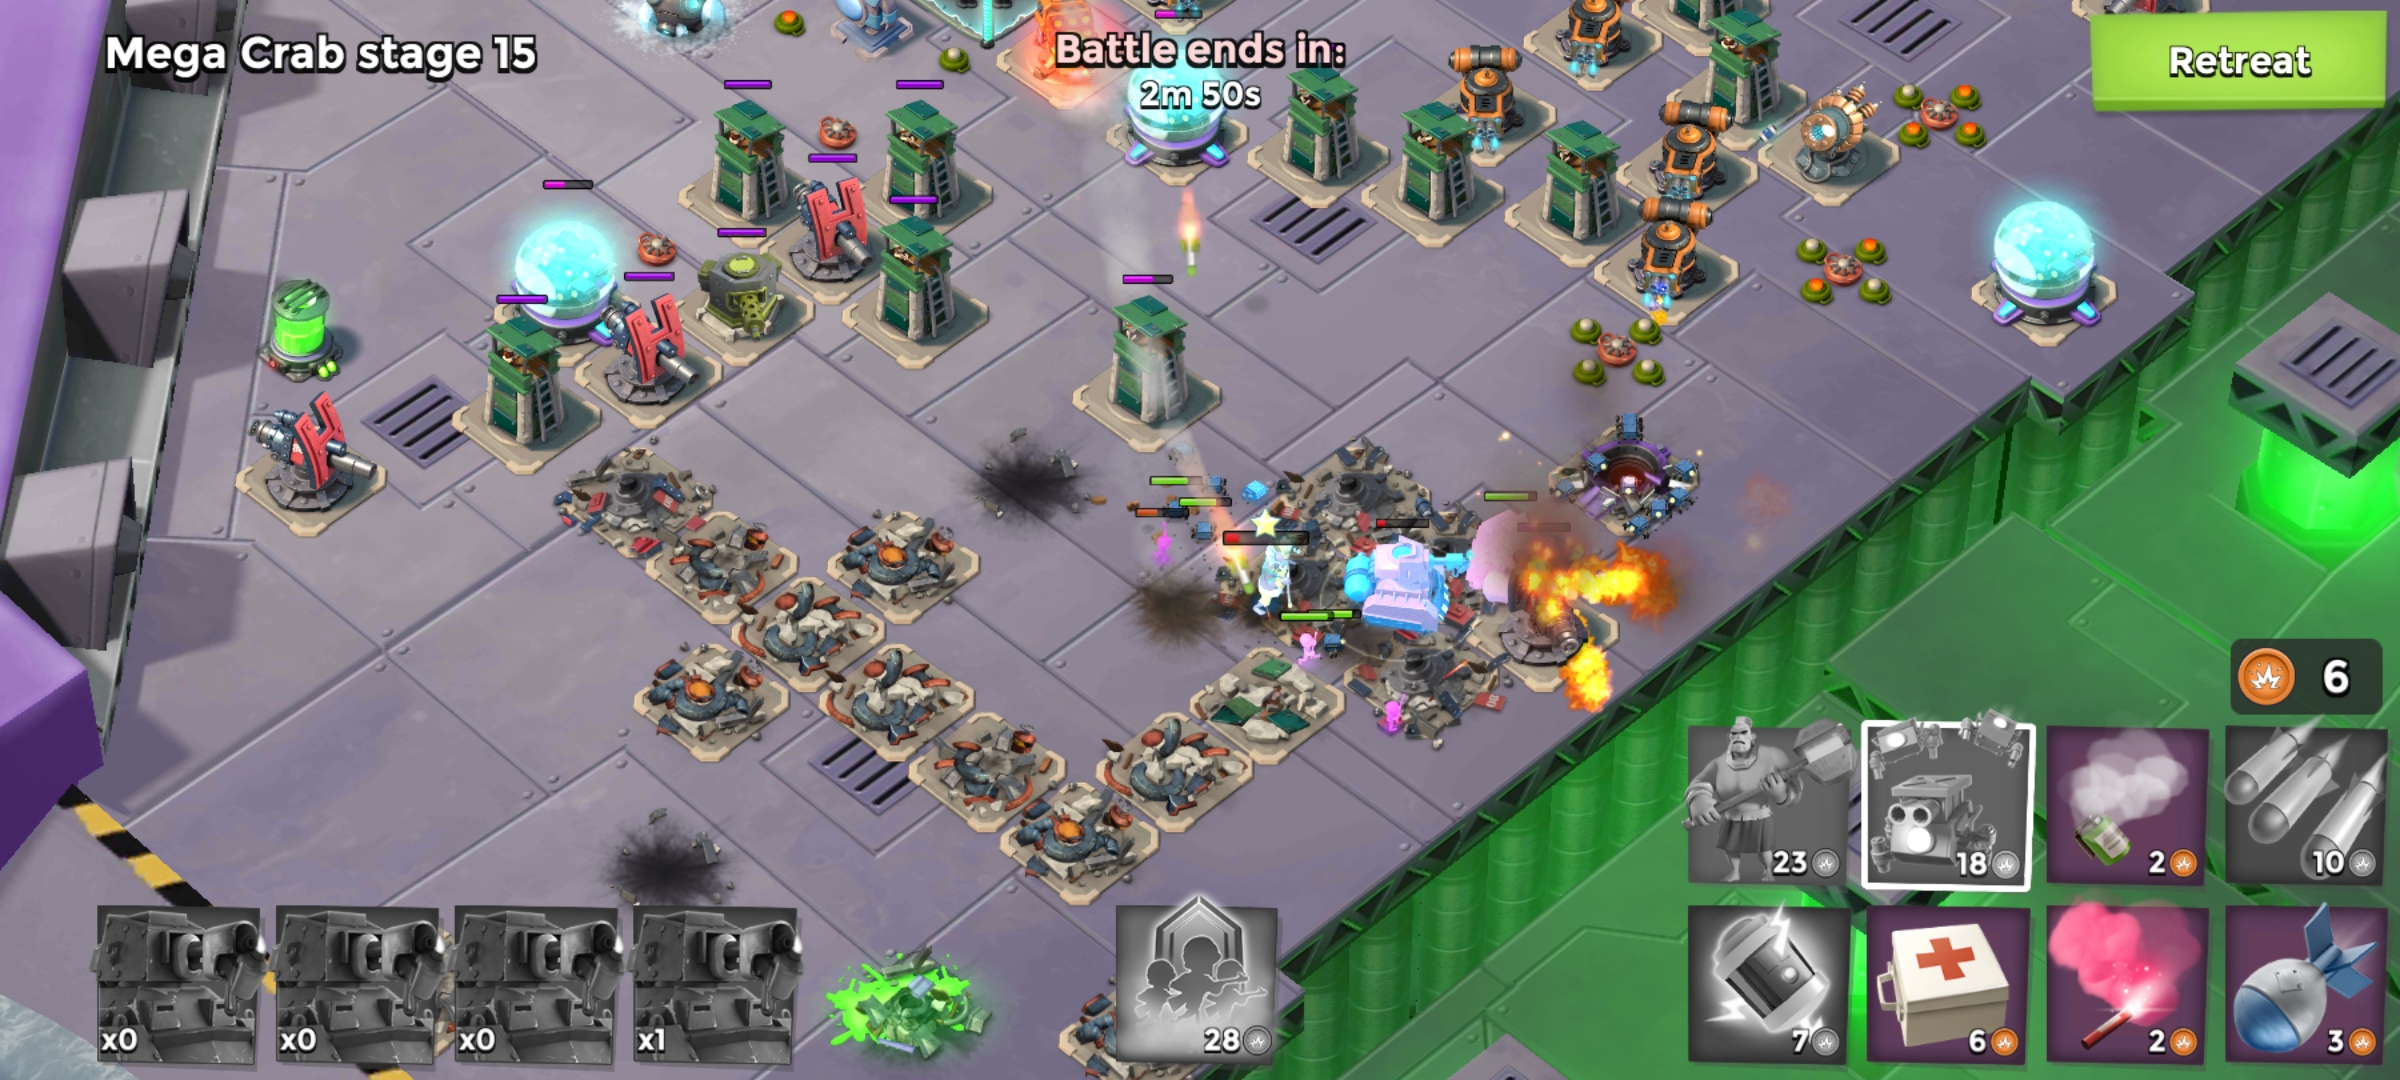 Mega Crab stage 15
Battle ends in:
2m 50s
Retreat
6
23
18
2
10
x0
x0
x0
x1
28
7
6
2
3